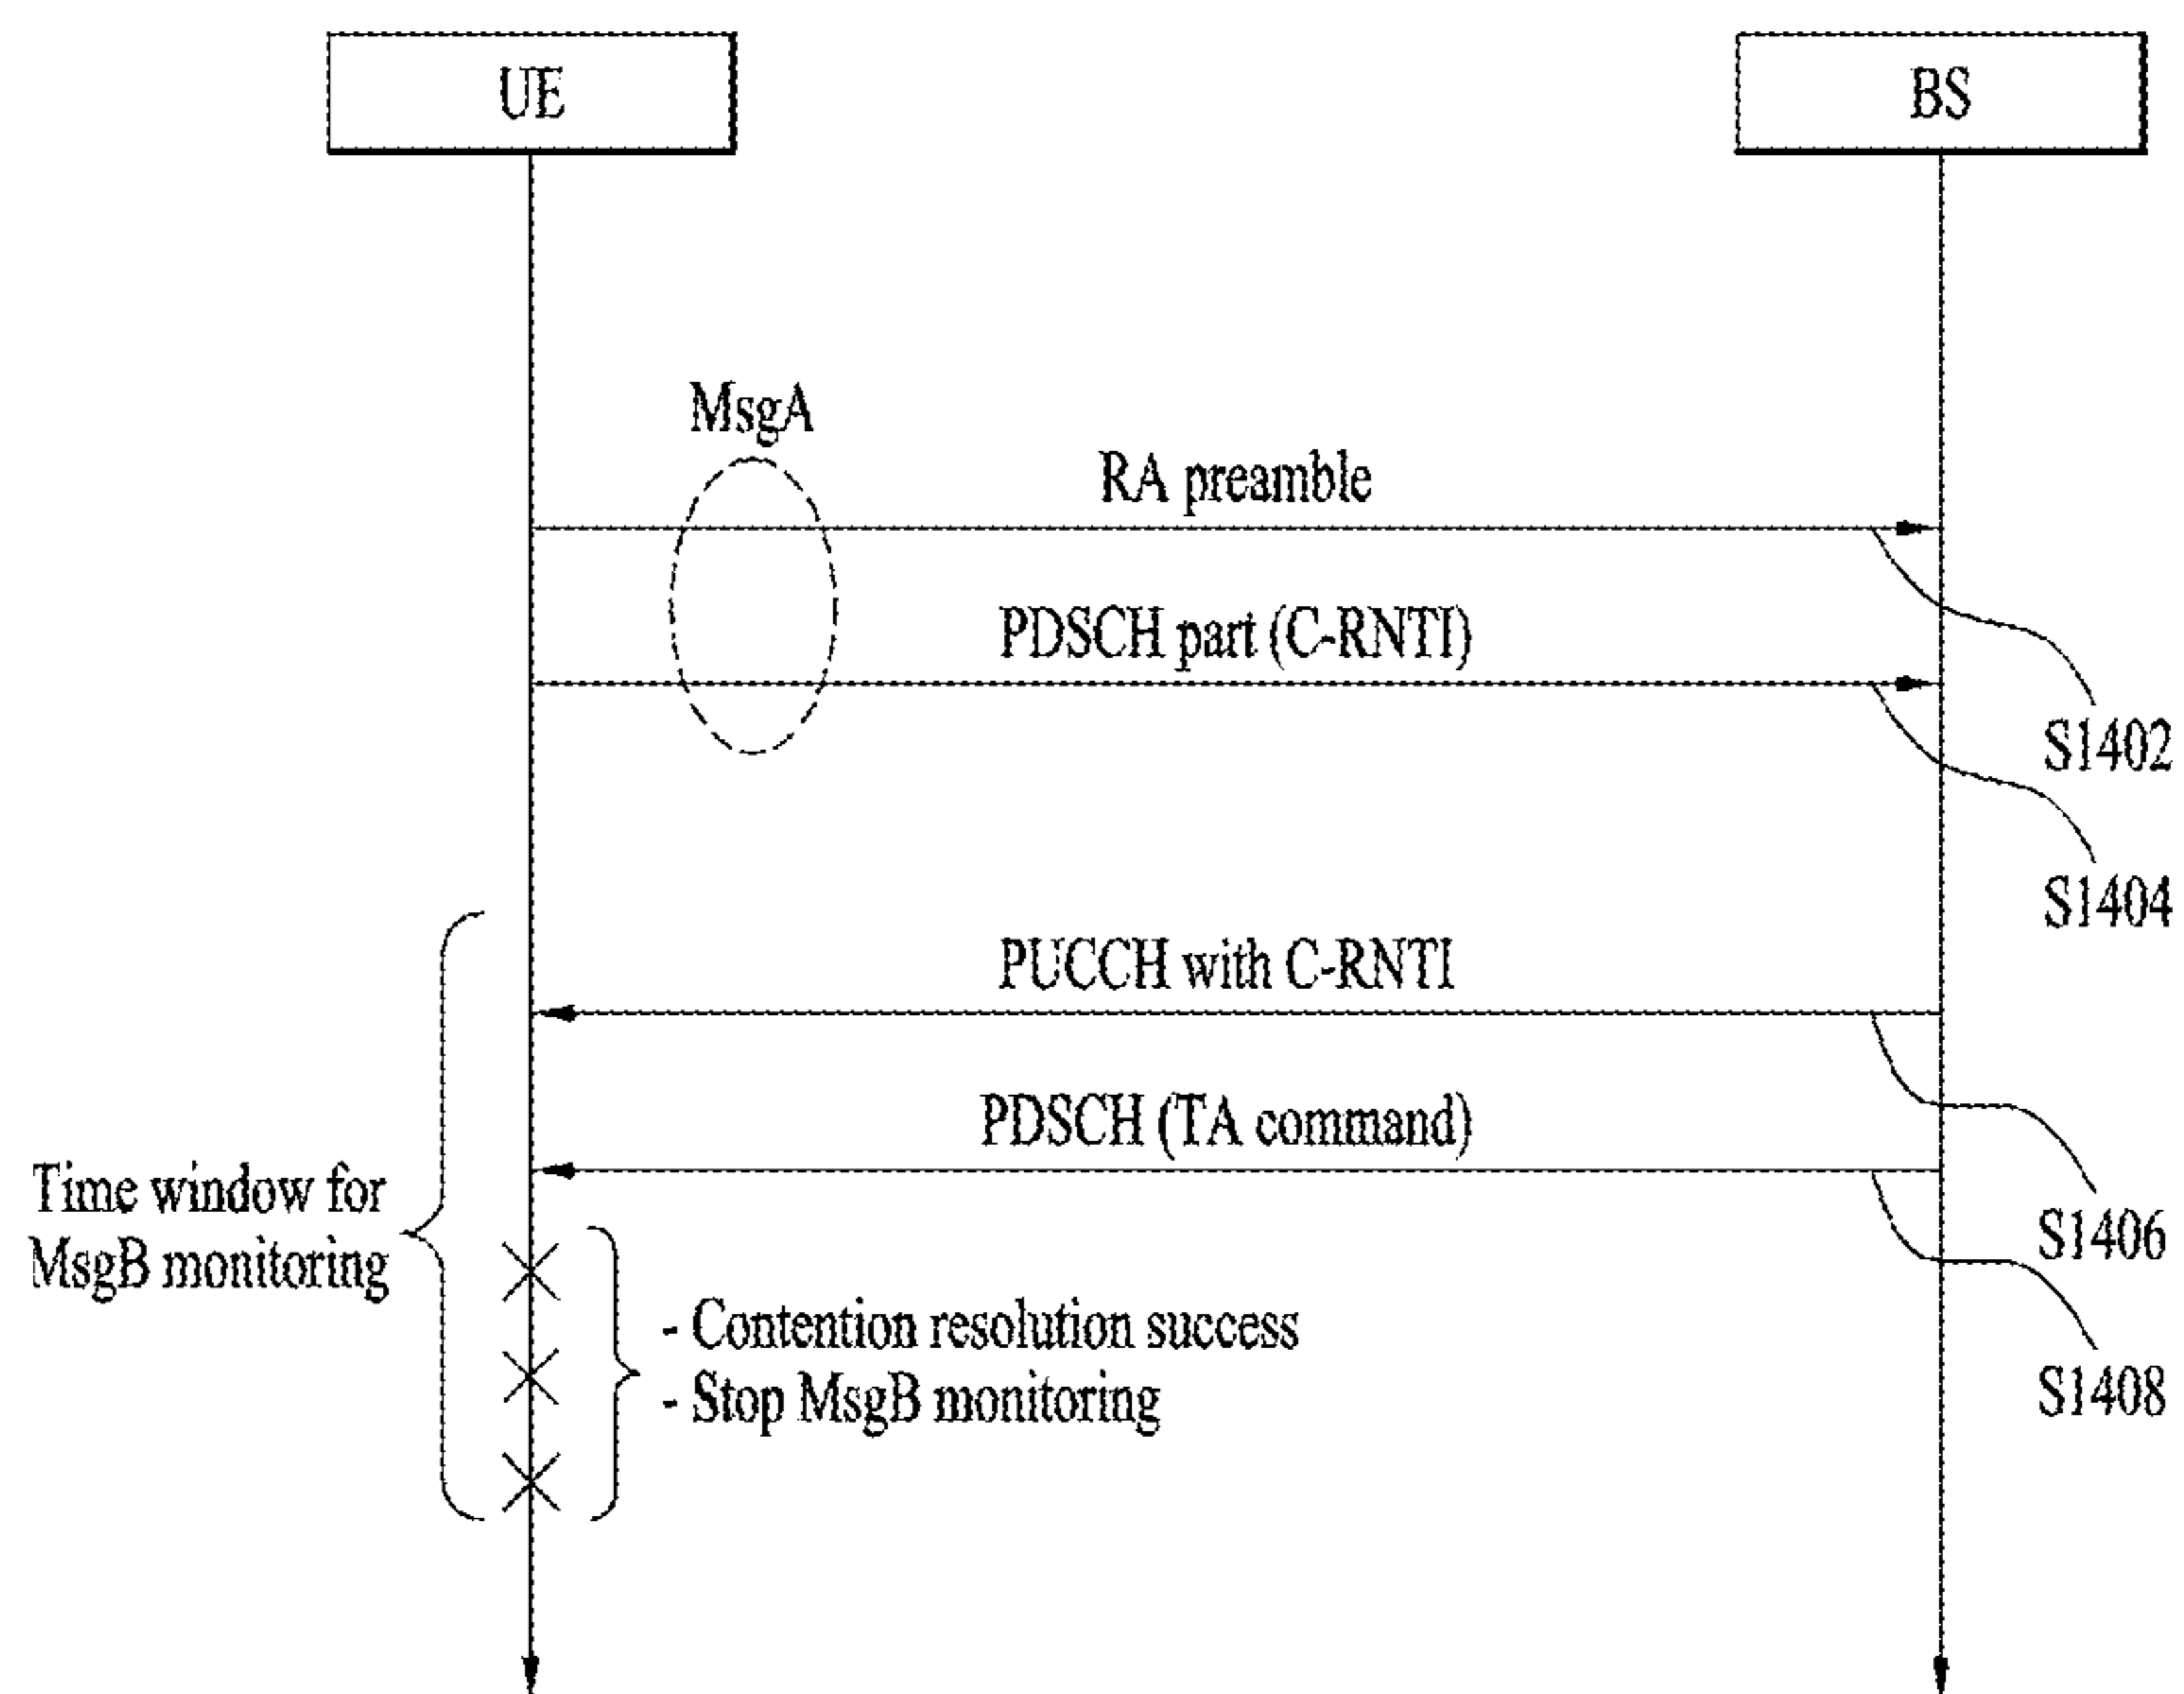 UE
BS
MsgA
RA preamble
PDSCH part (C-RNTI)
S1402
S1404
PUCCH with C-RNTI
PDSCH (TA command)
Time window for
MsgB monitoring
S1406
- Contention resolution success
- Stop MsgB monitoring
S1408